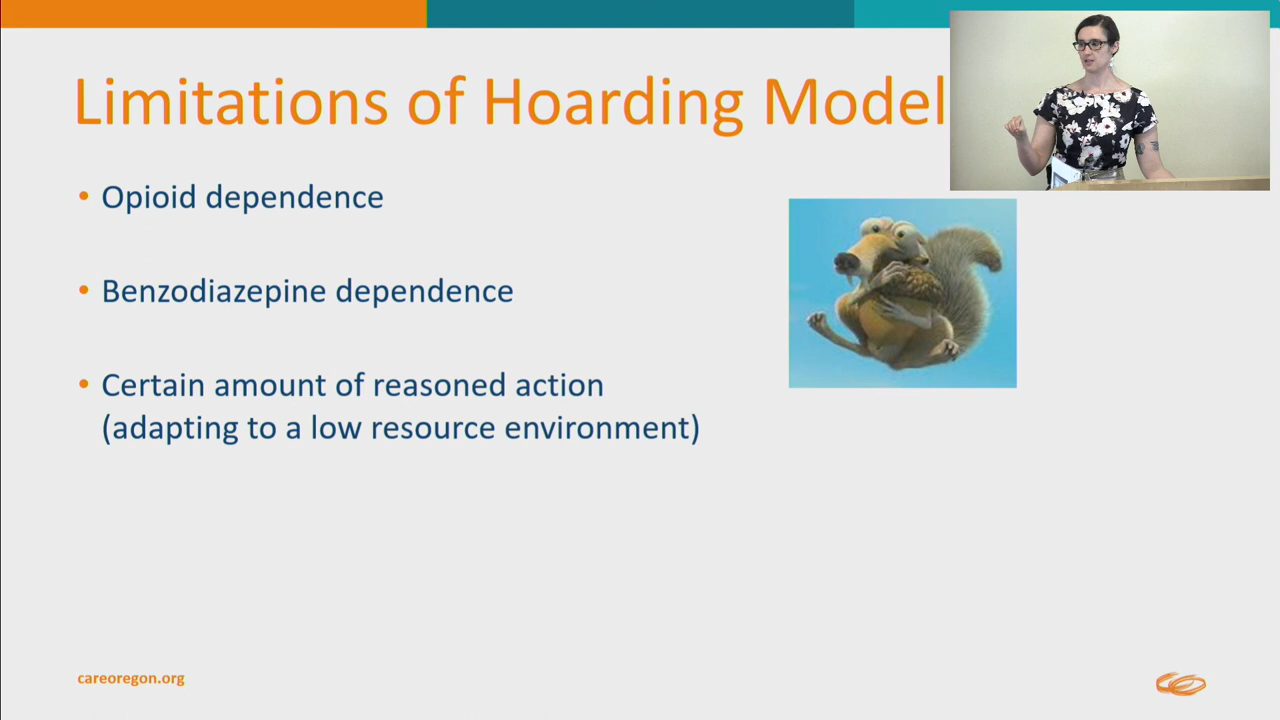 Limitations of Hoarding Model
• Opioid dependence
• Benzodiazepine dependence
• Certain amount of reasoned action
(adapting to a low resource environment)
careoregon.org